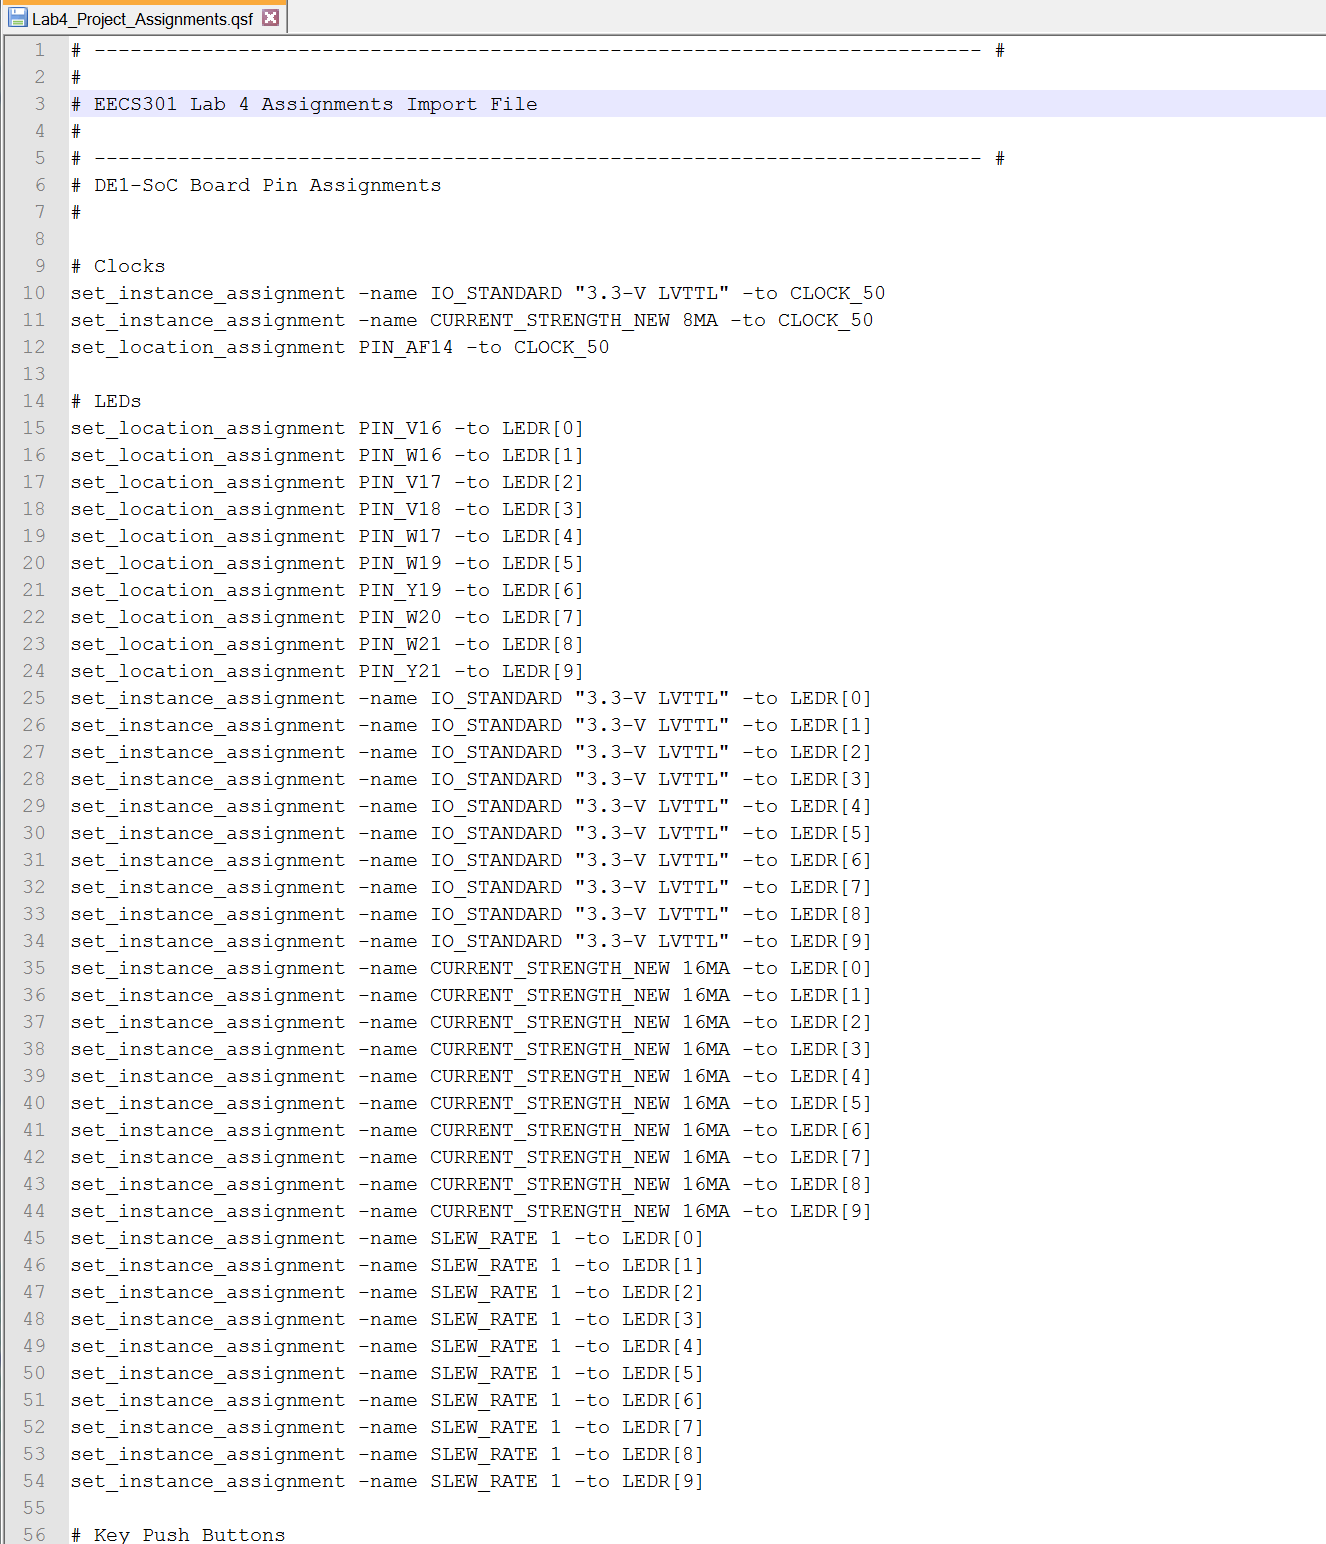 Lab4_Project_Assignments.qsf
1 # -------------------------------------------------------------------------- #
2 #
3 # EECS301 Lab 4 Assignments Import File
4 #
5 # -------------------------------------------------------------------------- #
6 # DE1-SoC Board Pin Assignments
7 #
8
9 # Clocks
10 set_instance_assignment -name IO_STANDARD "3.3-V LVTTL" -to CLOCK_50
11 set_instance_assignment -name CURRENT_STRENGTH_NEW 8MA -to CLOCK_50
12 set_location_assignment PIN_AF14 -to CLOCK_50
13
14 # LEDs
15 set_location_assignment PIN_V16 -to LEDR[0]
16 set_location_assignment PIN_W16 -to LEDR[1]
17 set_location_assignment PIN_V17 -to LEDR[2]
18 set_location_assignment PIN_V18 -to LEDR[3]
19 set_location_assignment PIN_W17 -to LEDR[4]
20 set_location_assignment PIN_W19 -to LEDR[5]
21 set_location_assignment PIN_Y19 -to LEDR[6]
22 set_location_assignment PIN_W20 -to LEDR[7]
23 set_location_assignment PIN_W21 -to LEDR[8]
24 set_location_assignment PIN_Y21 -to LEDR[9]
25 set_instance_assignment -name IO_STANDARD "3.3-V LVTTL" -to LEDR[0]
26 set_instance_assignment -name IO_STANDARD "3.3-V LVTTL" -to LEDR[1]
27 set_instance_assignment -name IO_STANDARD "3.3-V LVTTL" -to LEDR[2]
28 set_instance_assignment -name IO_STANDARD "3.3-V LVTTL" -to LEDR[3]
29 set_instance_assignment -name IO_STANDARD "3.3-V LVTTL" -to LEDR[4]
30 set_instance_assignment -name IO_STANDARD "3.3-V LVTTL" -to LEDR[5]
31 set_instance_assignment -name IO_STANDARD "3.3-V LVTTL" -to LEDR[6]
32 set_instance_assignment -name IO_STANDARD "3.3-V LVTTL" -to LEDR[7]
33 set_instance_assignment -name IO_STANDARD "3.3-V LVTTL" -to LEDR[8]
34 set_instance_assignment -name IO_STANDARD "3.3-V LVTTL" -to LEDR[9]
35 set_instance_assignment -name CURRENT_STRENGTH_NEW 16MA -to LEDR[0]
36 set_instance_assignment -name CURRENT_STRENGTH_NEW 16MA -to LEDR[1]
37 set_instance_assignment -name CURRENT_STRENGTH_NEW 16MA -to LEDR[2]
38 set_instance_assignment -name CURRENT_STRENGTH_NEW 16MA -to LEDR[3]
39 set_instance_assignment -name CURRENT_STRENGTH_NEW 16MA -to LEDR[4]
40 set_instance_assignment -name CURRENT_STRENGTH_NEW 16MA -to LEDR[5]
41 set_instance_assignment -name CURRENT_STRENGTH_NEW 16MA -to LEDR[6]
42 set_instance_assignment -name CURRENT_STRENGTH_NEW 16MA -to LEDR[7]
43 set_instance_assignment -name CURRENT_STRENGTH_NEW 16MA -to LEDR[8]
44 set_instance_assignment -name CURRENT_STRENGTH_NEW 16MA -to LEDR[9]
45 set_instance_assignment -name SLEW_RATE 1 -to LEDR[0]
46 set_instance_assignment -name SLEW_RATE 1 -to LEDR[1]
47 set_instance_assignment -name SLEW_RATE 1 -to LEDR[2]
48 set_instance_assignment -name SLEW_RATE 1 -to LEDR[3]
49 set_instance_assignment -name SLEW_RATE 1 -to LEDR[4]
50 set_instance_assignment -name SLEW_RATE 1 -to LEDR[5]
51 set_instance_assignment -name SLEW_RATE 1 -to LEDR[6]
52 set_instance_assignment -name SLEW_RATE 1 -to LEDR[7]
53 set_instance_assignment -name SLEW_RATE 1 -to LEDR[8]
54 set_instance_assignment -name SLEW_RATE 1 -to LEDR[9]
55
56 # Key Push Buttons